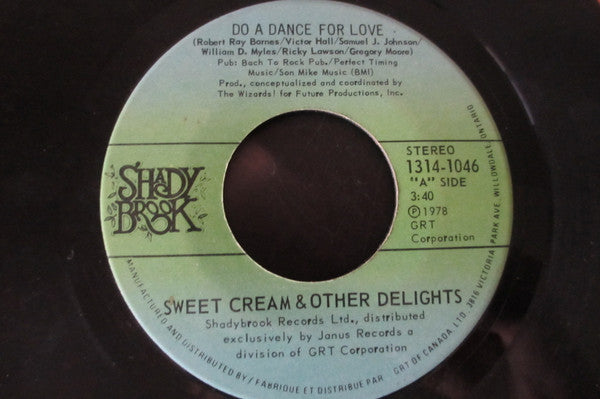 DO A DANCE FOR LOVE
(Robert Ray Barnes/Victor Hall/Samuel J. Johnson/
William D. Myles/Ricky Lawson/Gregory Moore)
Pub: Bach To Rock Pub./Perfect Timing
Music/Son Mike Music (BMI)
Prod., conceptualized and coordinated by
The Wizards! for Future Productions, Inc.
SHADY
BROOK
STEREO
1314-1046
"A" SIDE
3:40
Ⓟ 1978
GRT
Corporation
SWEET CREAM & OTHER DELIGHTS
Shadybrook Records Ltd., distributed
exclusively by Janus Records a
division of GRT Corporation
MANUFACTURED AND DISTRIBUTED BY / FABRIQUE ET DISTRIBUE PAR GRT OF CANADA, LTD. 3816 VICTORIA PARK AVE. WILLOWDALE, ONTARIO